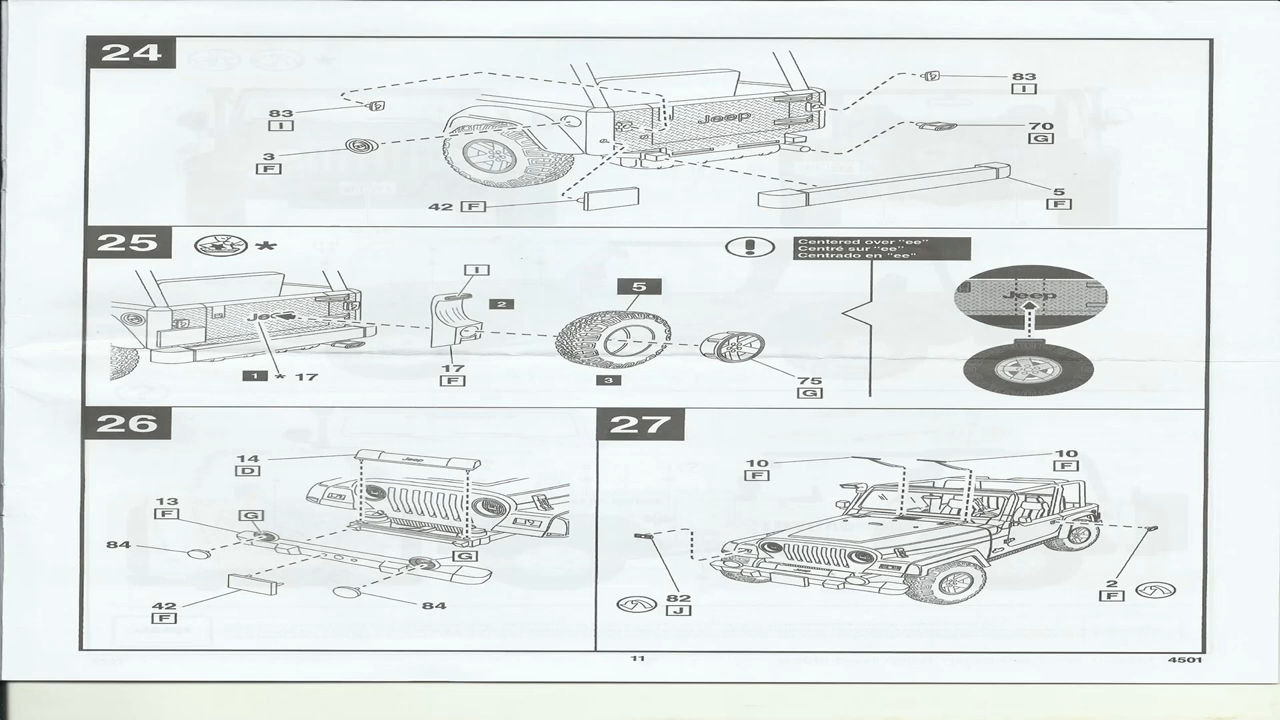 24
83
I
3
F
42 F
Jeep
83
I
70
G
5
F
25
*
! Centered over "ee"
Centré sur "ee"
Centrado en "ee"
I
2
5
Jeep
1 * 17
17
F
3
75
G
Jeep
26
14
D
Jeep
13
F
G
84
G
42
F
84
27
10
F
10
F
82
J
2
F
11
4501